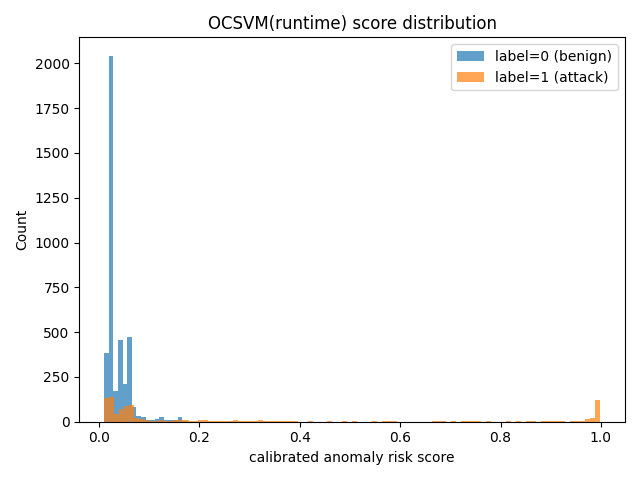 OCSVM(runtime) score distribution
label=0 (benign)
label=1 (attack)
Count
2000
1750
1500
1250
1000
750
500
250
0
0.0 0.2 0.4 0.6 0.8 1.0
calibrated anomaly risk score